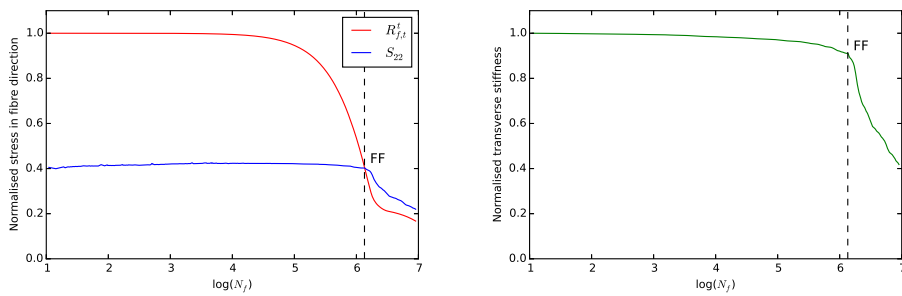 Normalised stress in fibre direction
1.0
0.8
0.6
0.4
0.2
0.0
1 2 3 4 5 6 7
log(N_f)
R^t_{f,t}
S_{22}
FF
Normalised transverse stiffness
1.0
0.8
0.6
0.4
0.2
0.0
1 2 3 4 5 6 7
log(N_f)
FF